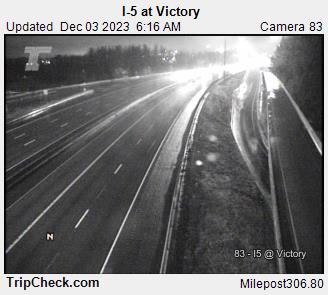 I-5 at Victory
Updated Dec 03 2023 6:16 AM Camera 83
T
N
83 - I5 @ Victory
TripCheck.com Milepost306.80